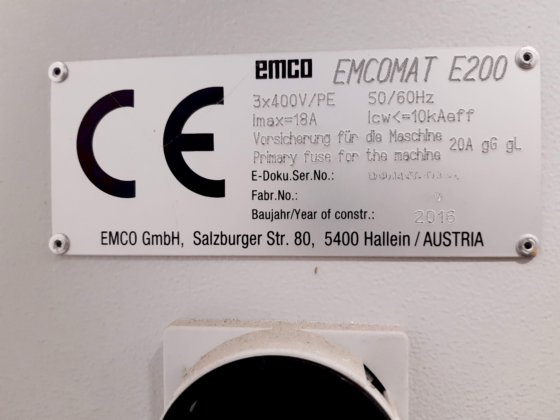 emco EMCOMAT E200
CE
3x400V/PE 50/60Hz
Imax=18A Icw<=10kAeff
Vorsicherung für die Maschine
Primary fuse for the machine 20A gG gL
E-Doku.Ser.No.:
Fabr.No.:
Baujahr/Year of constr.: 2016
EMCO GmbH, Salzburger Str. 80, 5400 Hallein / AUSTRIA